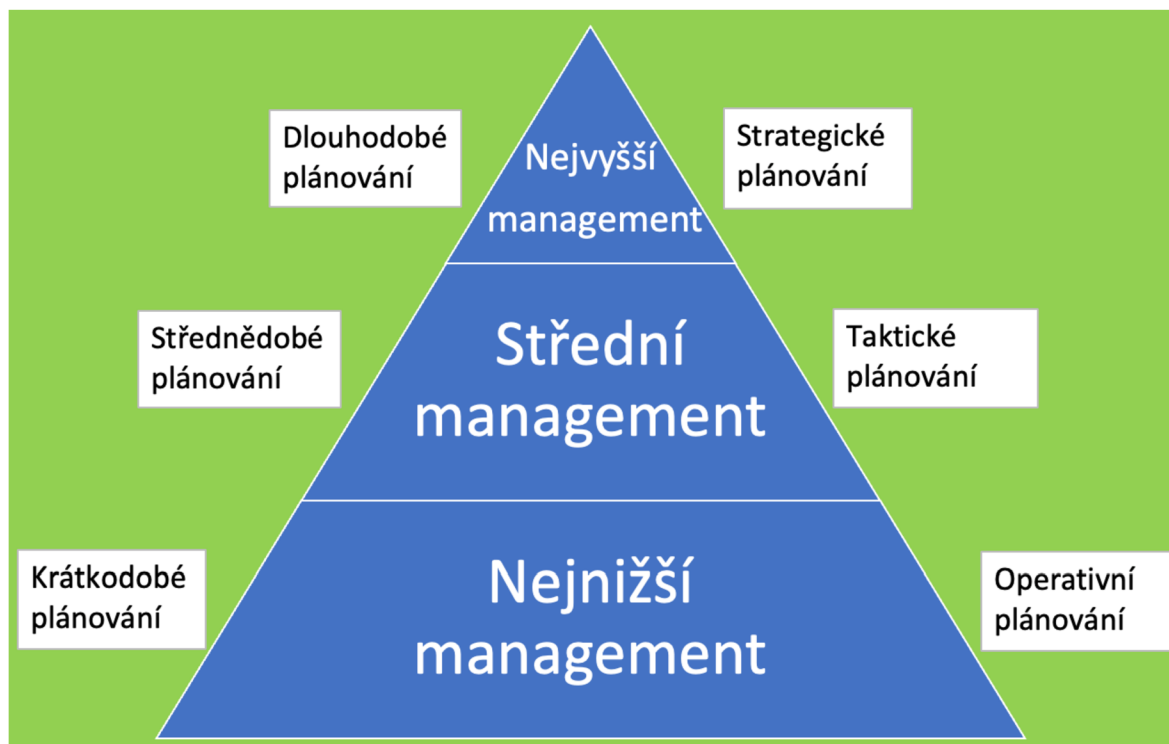 Dlouhodobé
plánování
Nejvyšší
management
Strategické
plánování
Střednědobé
plánování
Střední
management
Taktické
plánování
Krátkodobé
plánování
Nejnižší
management
Operativní
plánování